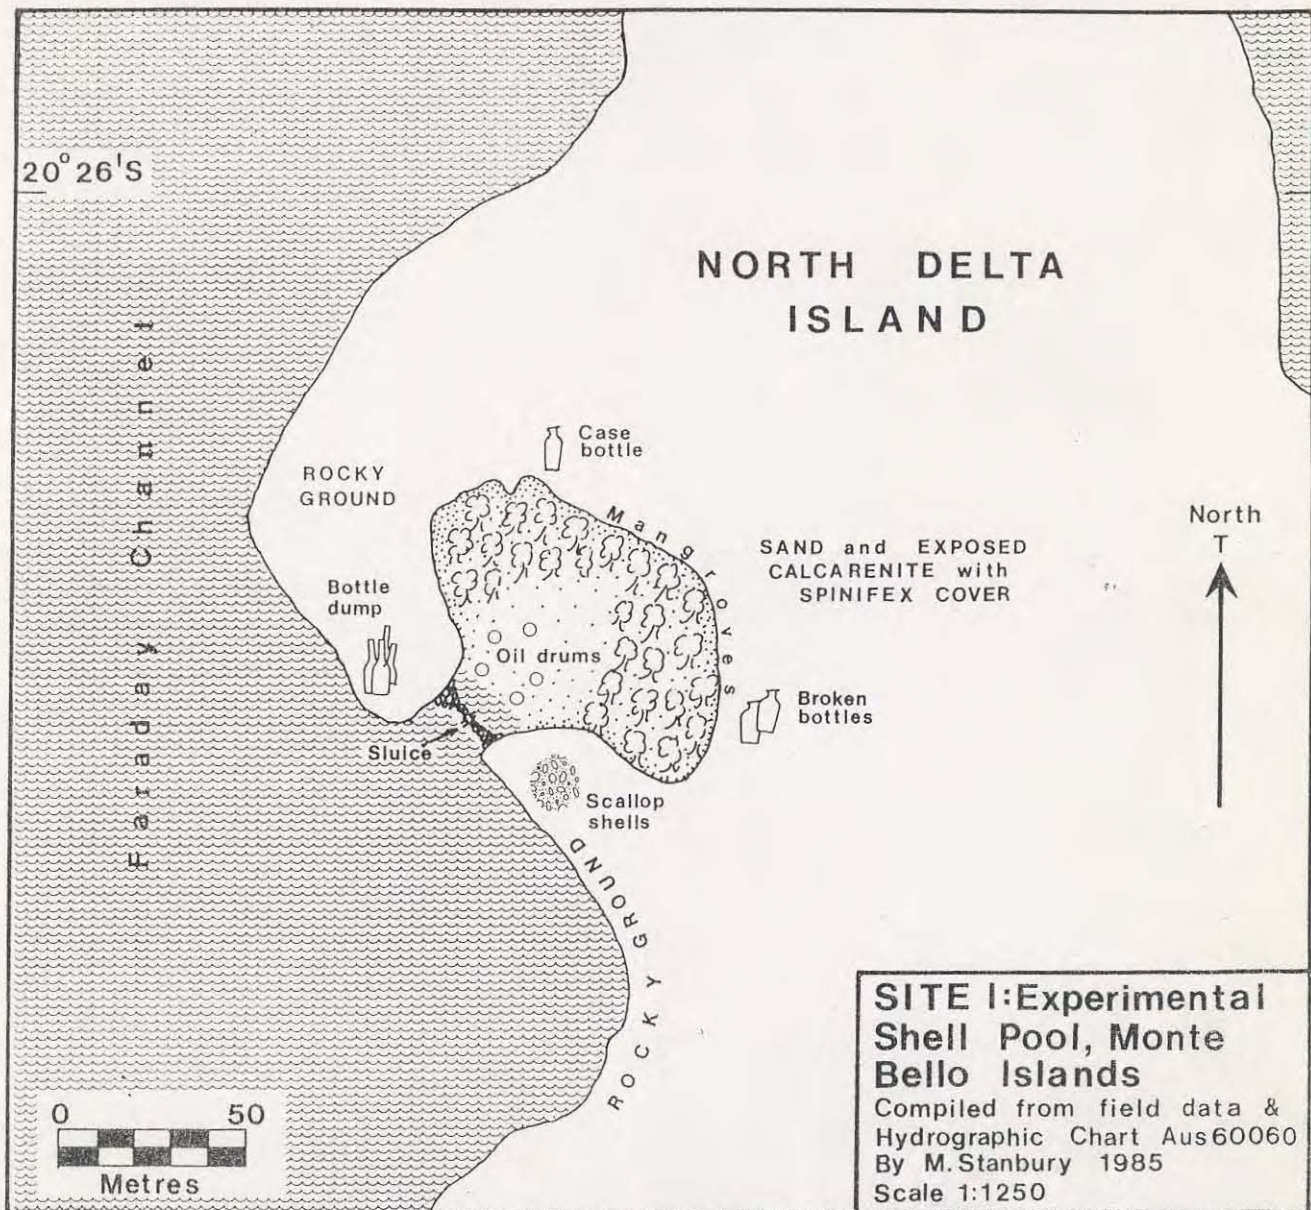 20°26'S
NORTH DELTA
ISLAND
Faraday Channel
Case
bottle
ROCKY
GROUND
Mangroves
North
T
SAND and EXPOSED
CALCARENITE with
SPINIFEX COVER
Bottle
dump
Oil drums
Broken
bottles
Sluice
Scallop
shells
ROCKY GROUND
SITE I:Experimental
Shell Pool, Monte
Bello Islands
Compiled from field data &
Hydrographic Chart Aus60060
By M.Stanbury 1985
Scale 1:1250
0 50
Metres